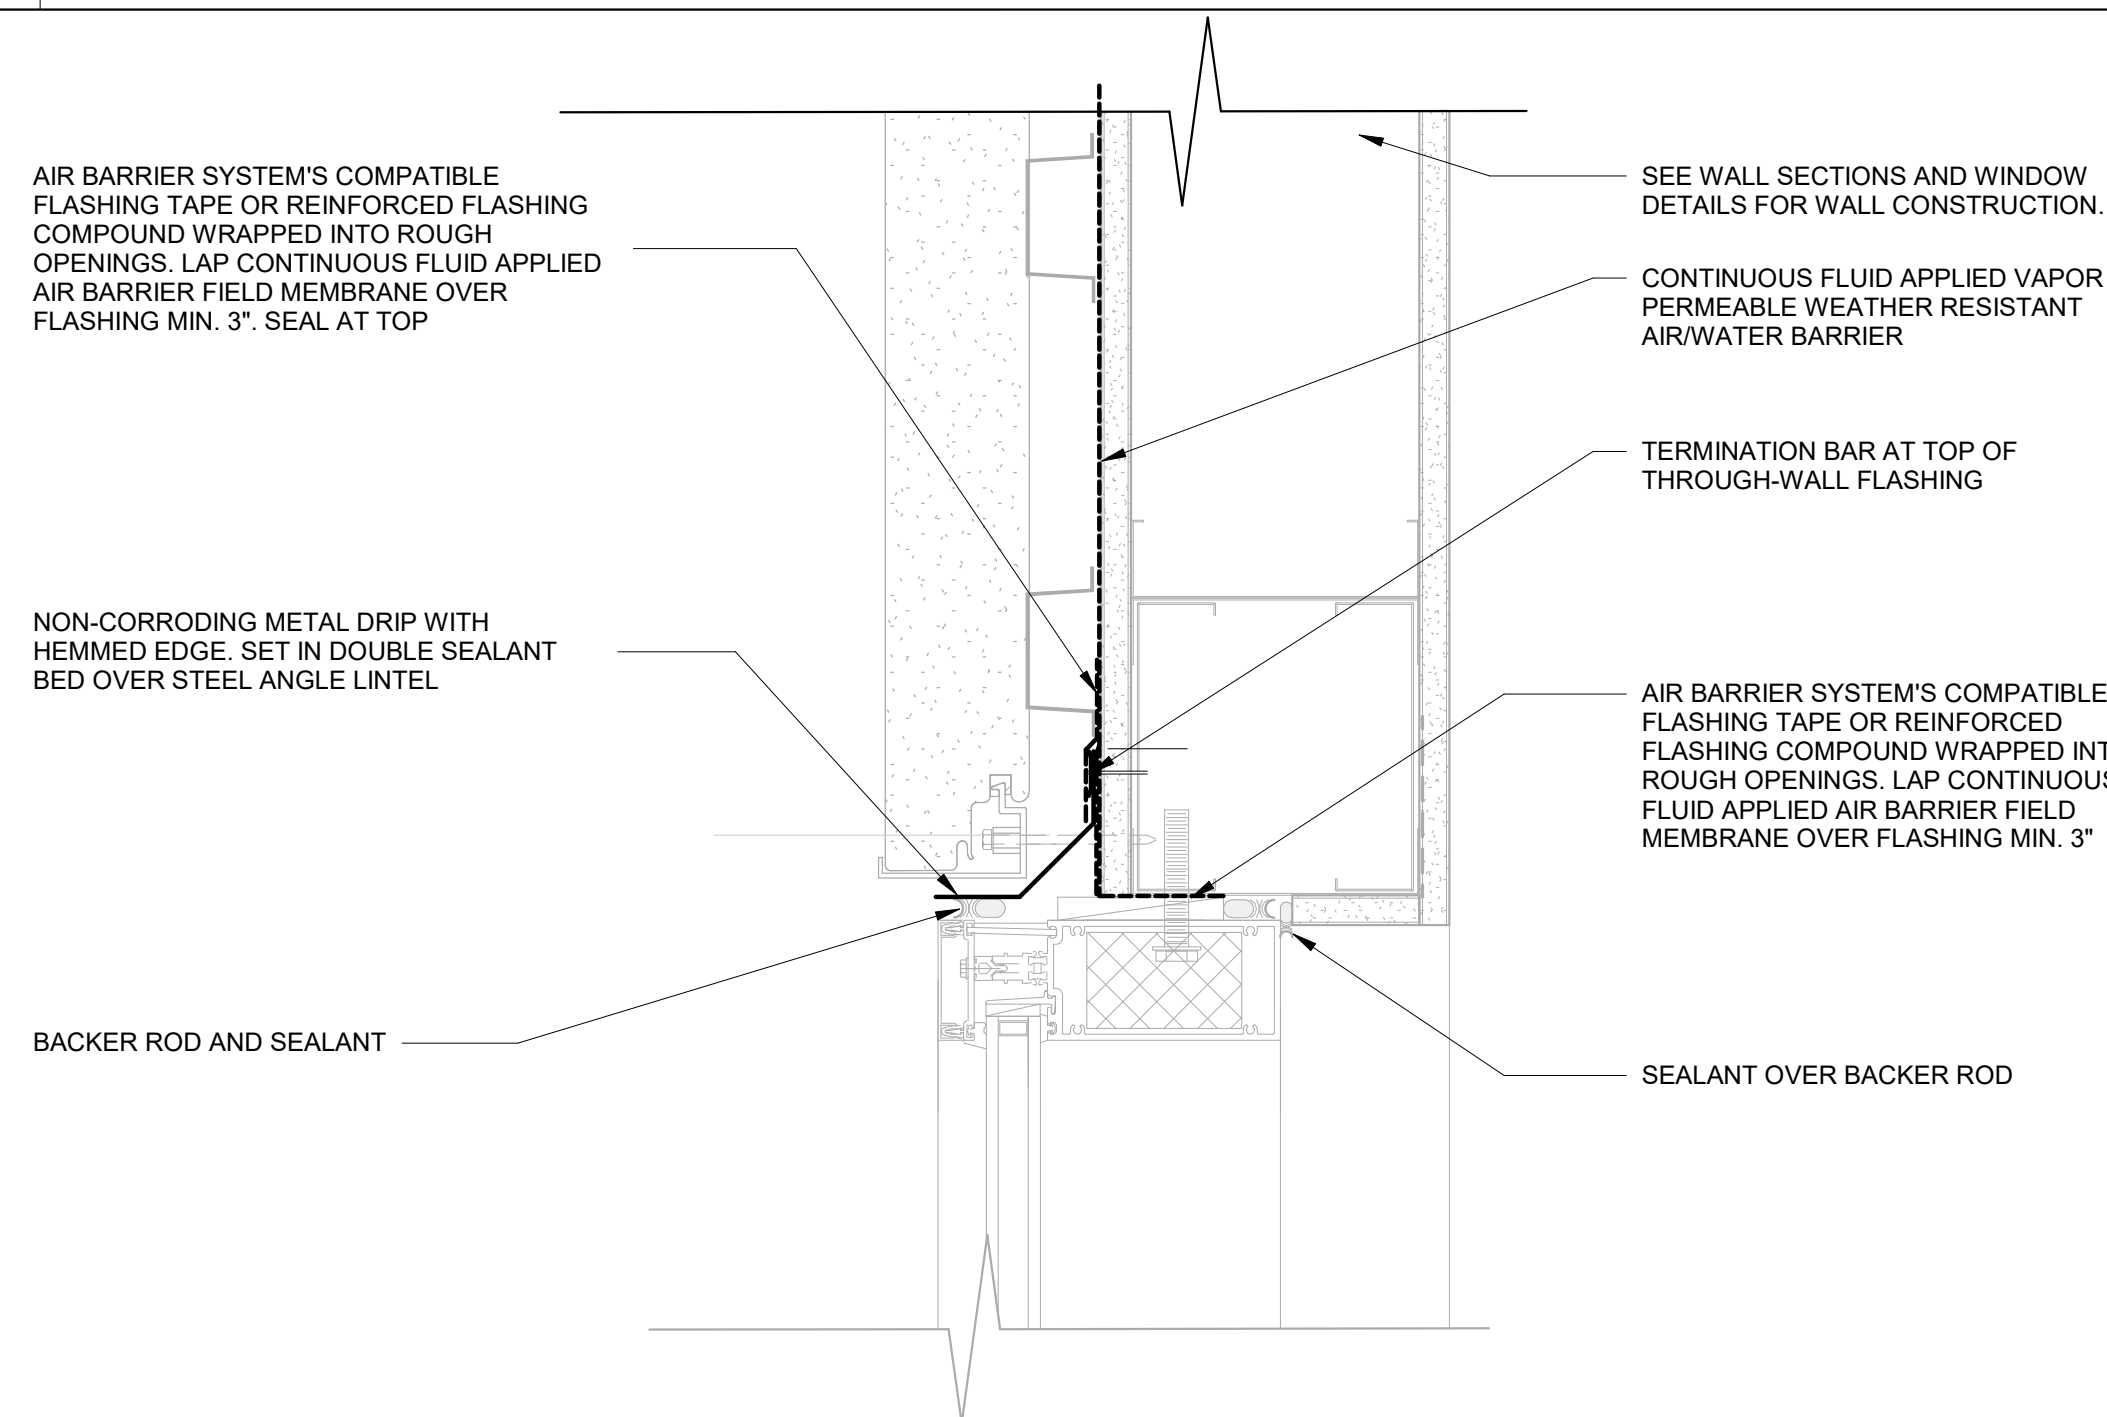 AIR BARRIER SYSTEM'S COMPATIBLE
FLASHING TAPE OR REINFORCED FLASHING
COMPOUND WRAPPED INTO ROUGH
OPENINGS. LAP CONTINUOUS FLUID APPLIED
AIR BARRIER FIELD MEMBRANE OVER
FLASHING MIN. 3". SEAL AT TOP
NON-CORRODING METAL DRIP WITH
HEMMED EDGE. SET IN DOUBLE SEALANT
BED OVER STEEL ANGLE LINTEL
BACKER ROD AND SEALANT
SEE WALL SECTIONS AND WINDOW
DETAILS FOR WALL CONSTRUCTION.
CONTINUOUS FLUID APPLIED VAPOR
PERMEABLE WEATHER RESISTANT
AIR/WATER BARRIER
TERMINATION BAR AT TOP OF
THROUGH-WALL FLASHING
AIR BARRIER SYSTEM'S COMPATIBLE
FLASHING TAPE OR REINFORCED
FLASHING COMPOUND WRAPPED INT
ROUGH OPENINGS. LAP CONTINUOUS
FLUID APPLIED AIR BARRIER FIELD
MEMBRANE OVER FLASHING MIN. 3"
SEALANT OVER BACKER ROD